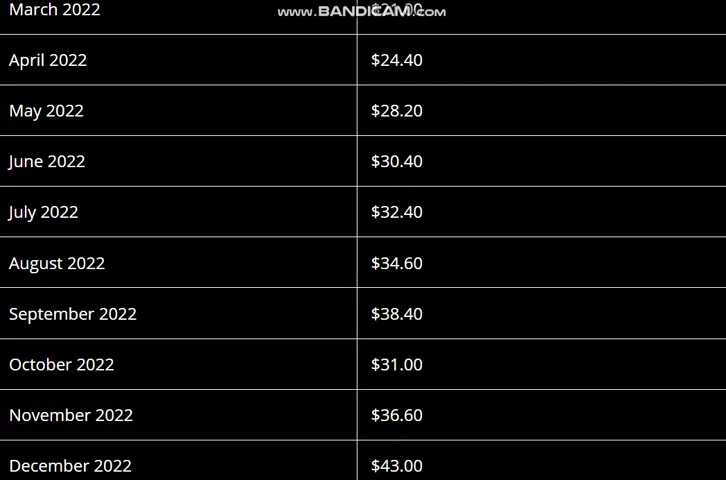 www.BANDICAM.com
March 2022 $21.00
April 2022 $24.40
May 2022 $28.20
June 2022 $30.40
July 2022 $32.40
August 2022 $34.60
September 2022 $38.40
October 2022 $31.00
November 2022 $36.60
December 2022 $43.00